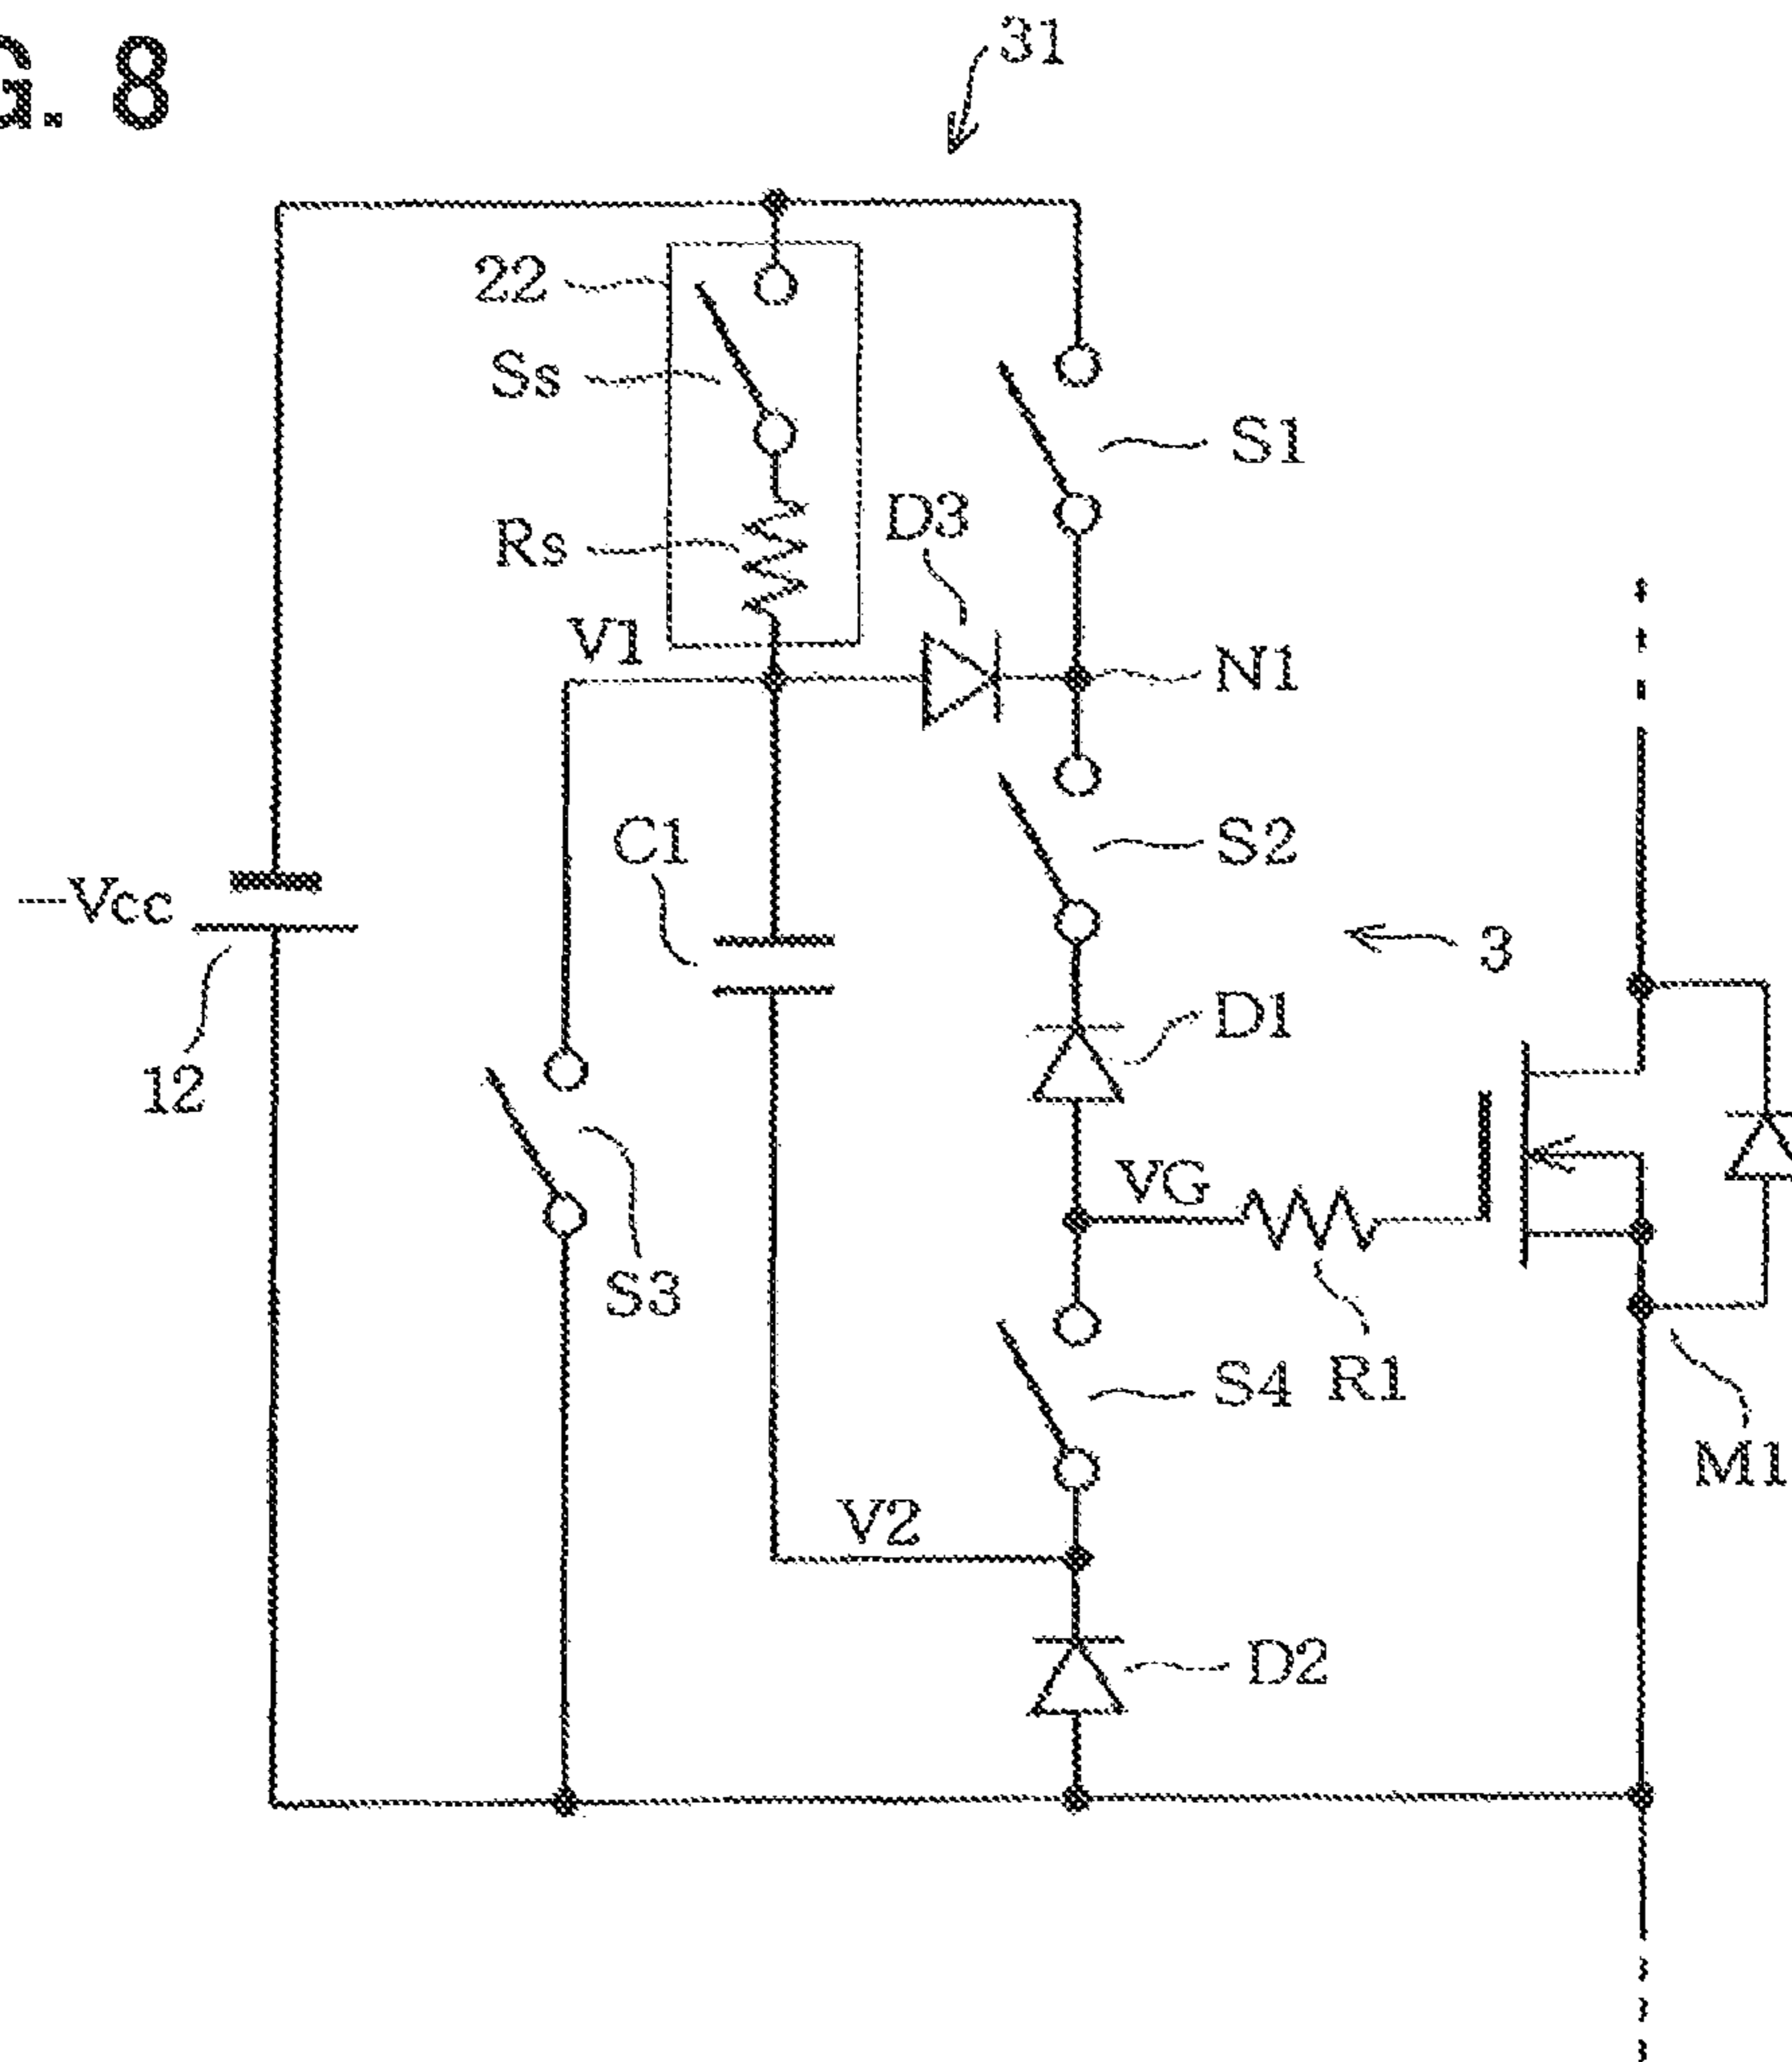 G. 8
31
22
Ss
S1
D3
Rs
V1
N1
C1
S2
-Vcc
3
D1
12
VG
S3
S4
R1
M1
V2
D2